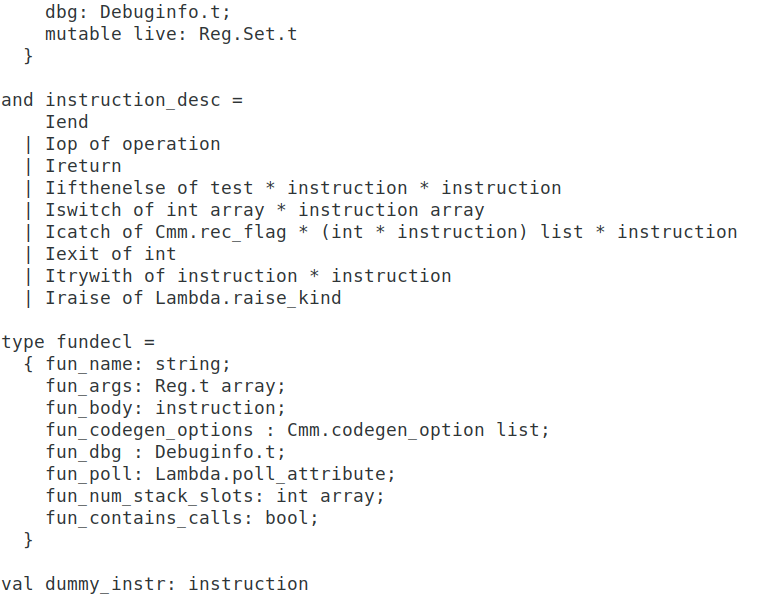 dbg: Debuginfo.t;
    mutable live: Reg.Set.t
  }

and instruction_desc =
    Iend
  | Iop of operation
  | Ireturn
  | Iifthenelse of test * instruction * instruction
  | Iswitch of int array * instruction array
  | Icatch of Cmm.rec_flag * (int * instruction) list * instruction
  | Iexit of int
  | Itrywith of instruction * instruction
  | Iraise of Lambda.raise_kind

type fundecl =
  { fun_name: string;
    fun_args: Reg.t array;
    fun_body: instruction;
    fun_codegen_options : Cmm.codegen_option list;
    fun_dbg : Debuginfo.t;
    fun_poll: Lambda.poll_attribute;
    fun_num_stack_slots: int array;
    fun_contains_calls: bool;
  }

val dummy_instr: instruction